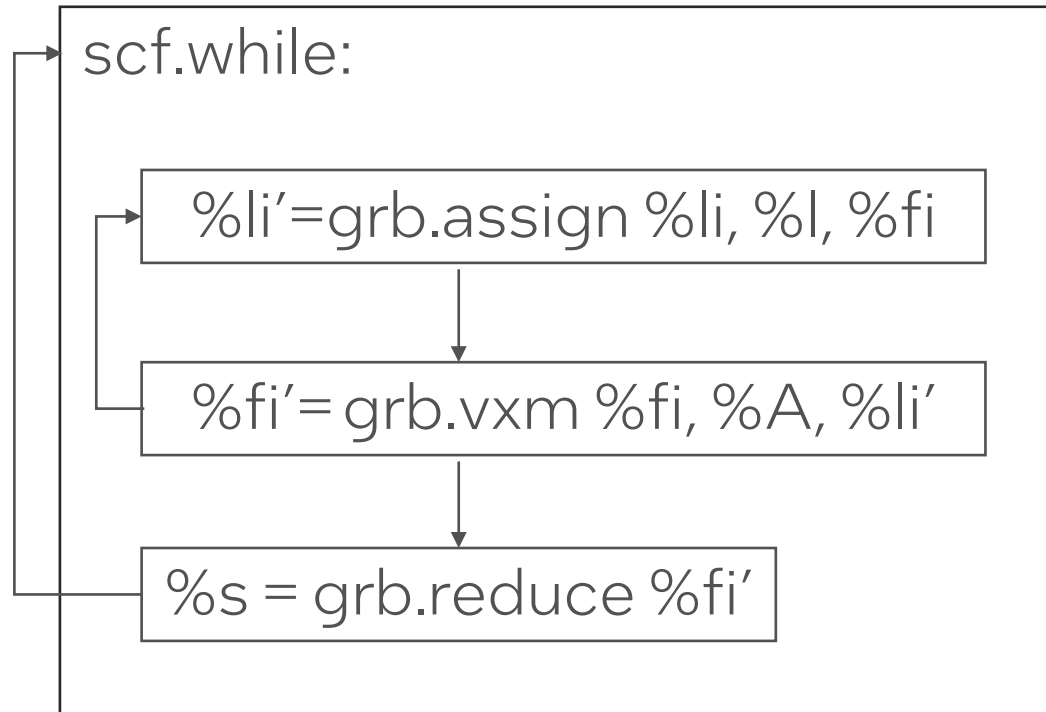 scf.while:
%li’=grb.assign %li, %l, %fi
%fi’= grb.vxm %fi, %A, %li’
%s = grb.reduce %fi’